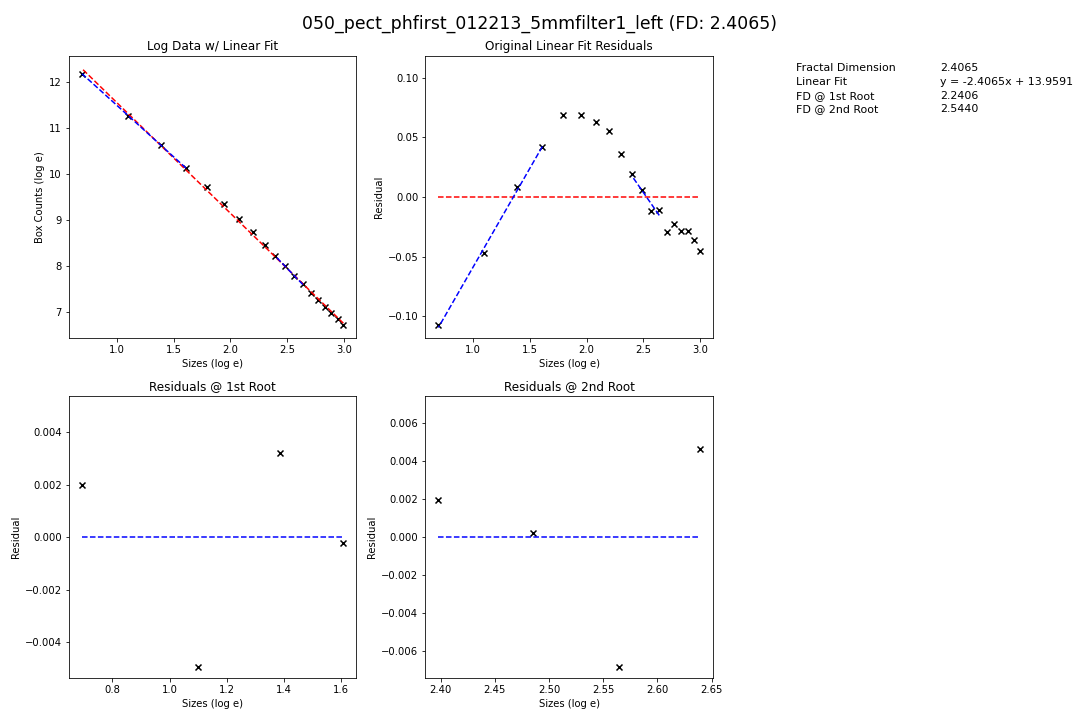 050_pect_phfirst_012213_5mmfilter1_left (FD: 2.4065)
Log Data w/ Linear Fit
12
11
10
9
8
7
Box Counts (log e)
1.0 1.5 2.0 2.5 3.0
Sizes (log e)
Original Linear Fit Residuals
0.10
0.05
0.00
−0.05
−0.10
Residual
1.0 1.5 2.0 2.5 3.0
Sizes (log e)
Fractal Dimension 2.4065
Linear Fit y = -2.4065x + 13.9591
FD @ 1st Root 2.2406
FD @ 2nd Root 2.5440
Residuals @ 1st Root
0.004
0.002
0.000
−0.002
−0.004
Residual
0.8 1.0 1.2 1.4 1.6
Sizes (log e)
Residuals @ 2nd Root
0.006
0.004
0.002
0.000
−0.002
−0.004
−0.006
Residual
2.40 2.45 2.50 2.55 2.60 2.65
Sizes (log e)